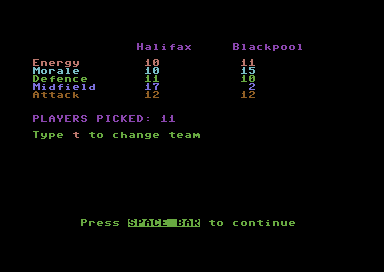 Halifax Blackpool
Energy 10 11
Morale 10 15
Defence 11 10
Midfield 17 2
Attack 12 12
PLAYERS PICKED: 11
Type t to change team
Press SPACE BAR to continue